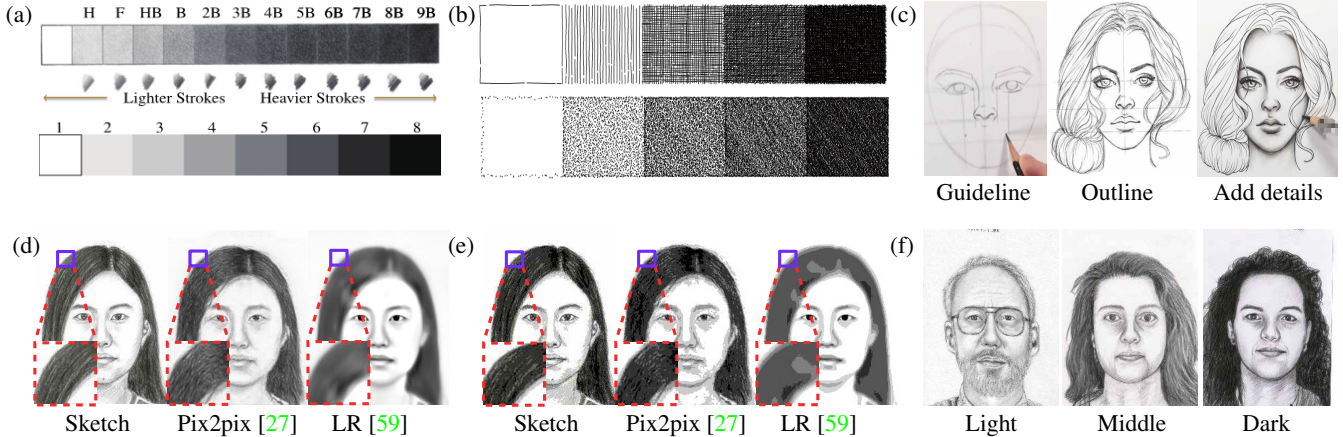 (a)
H F HB B 2B 3B 4B 5B 6B 7B 8B 9B
Lighter Strokes Heavier Strokes
1 2 3 4 5 6 7 8
(b)
(c)
Guideline Outline Add details
(d)
Sketch Pix2pix [27] LR [59]
(e)
Sketch Pix2pix [27] LR [59]
(f)
Light Middle Dark